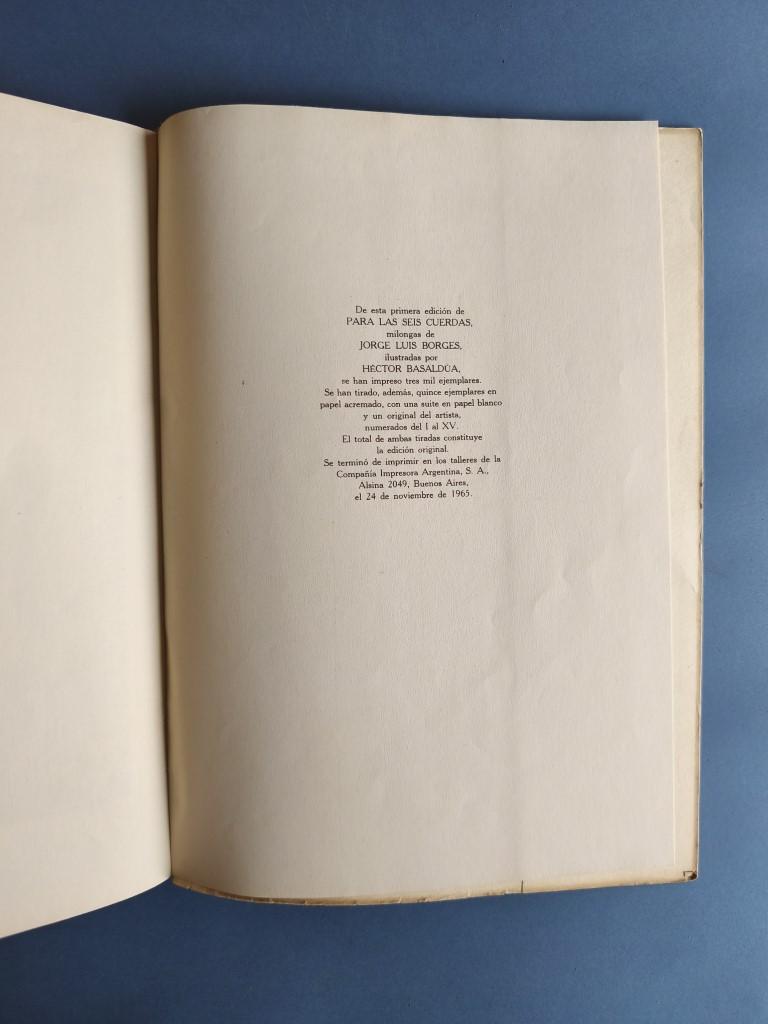 De esta primera edición de
PARA LAS SEIS CUERDAS,
milongas de
JORGE LUIS BORGES,
ilustradas por
HÉCTOR BASALDÚA,
se han impreso tres mil ejemplares.
Se han tirado, además, quince ejemplares en
papel acremado, con una suite en papel blanco
y un original del artista,
numerados del I al XV.
El total de ambas tiradas constituye
la edición original.
Se terminó de imprimir en los talleres de la
Compañía Impresora Argentina, S. A.,
Alsina 2049, Buenos Aires,
el 24 de noviembre de 1965.